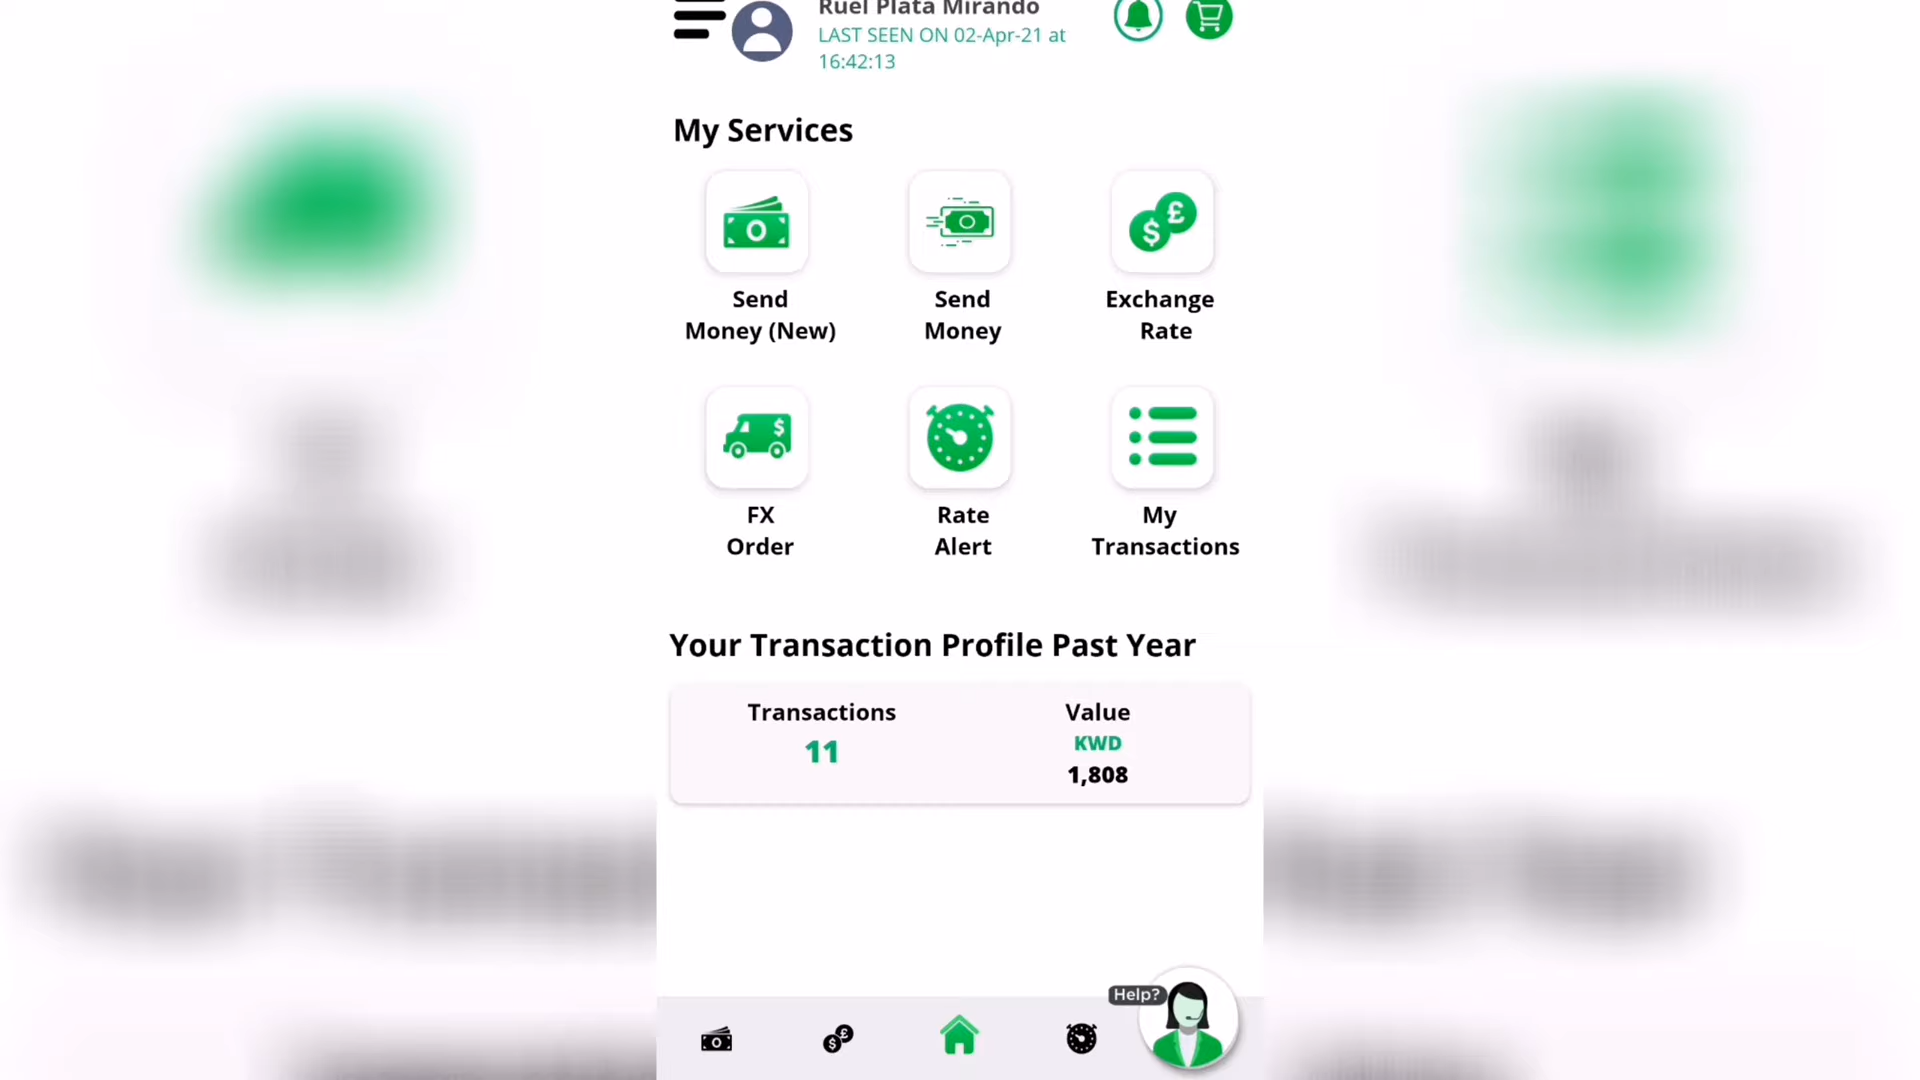 Ruel Plata Mirando
LAST SEEN ON 02-Apr-21 at
16:42:13
My Services
Send
Money (New)
Send
Money
Exchange
Rate
FX
Order
Rate
Alert
My
Transactions
Your Transaction Profile Past Year
Transactions
11
Value
KWD
1,808
Help?